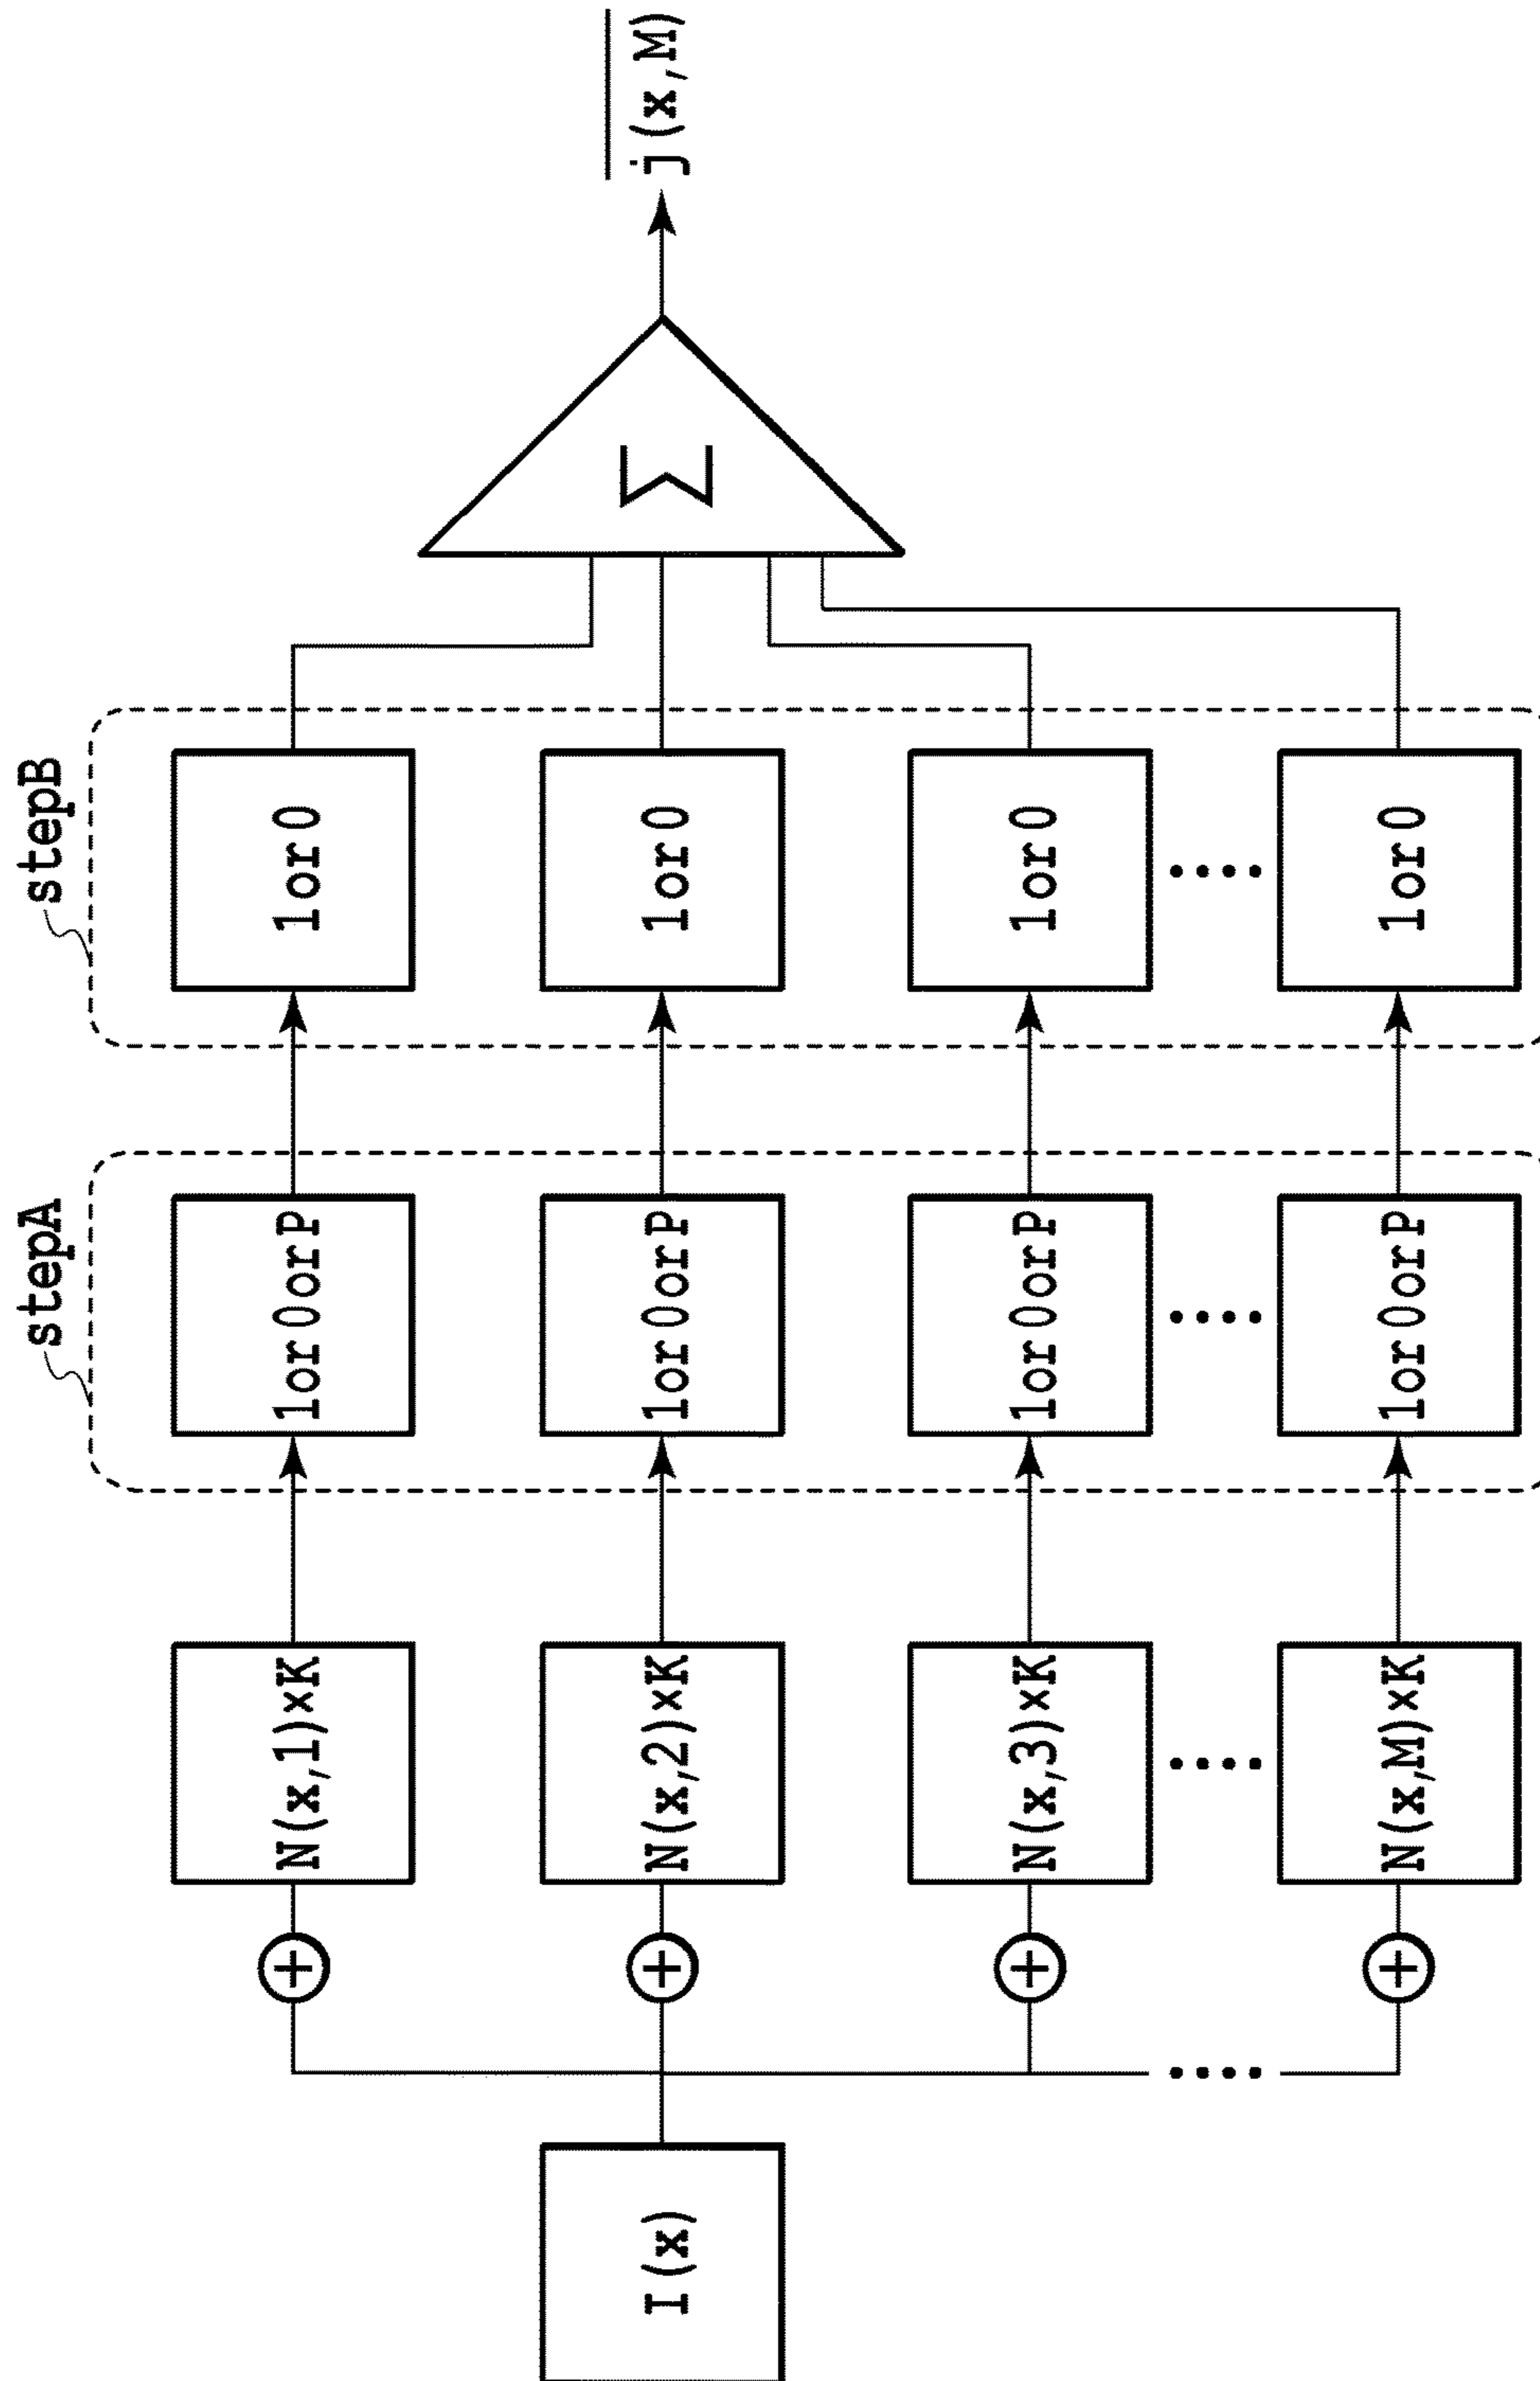 stepA
stepB
I(x)
+
N(x,1)×K
1or0orP
1or0
+
N(x,2)×K
1or0orP
1or0
Σ
j(x,M)
+
N(x,3)×K
1or0orP
1or0
+
N(x,M)×K
1or0orP
1or0